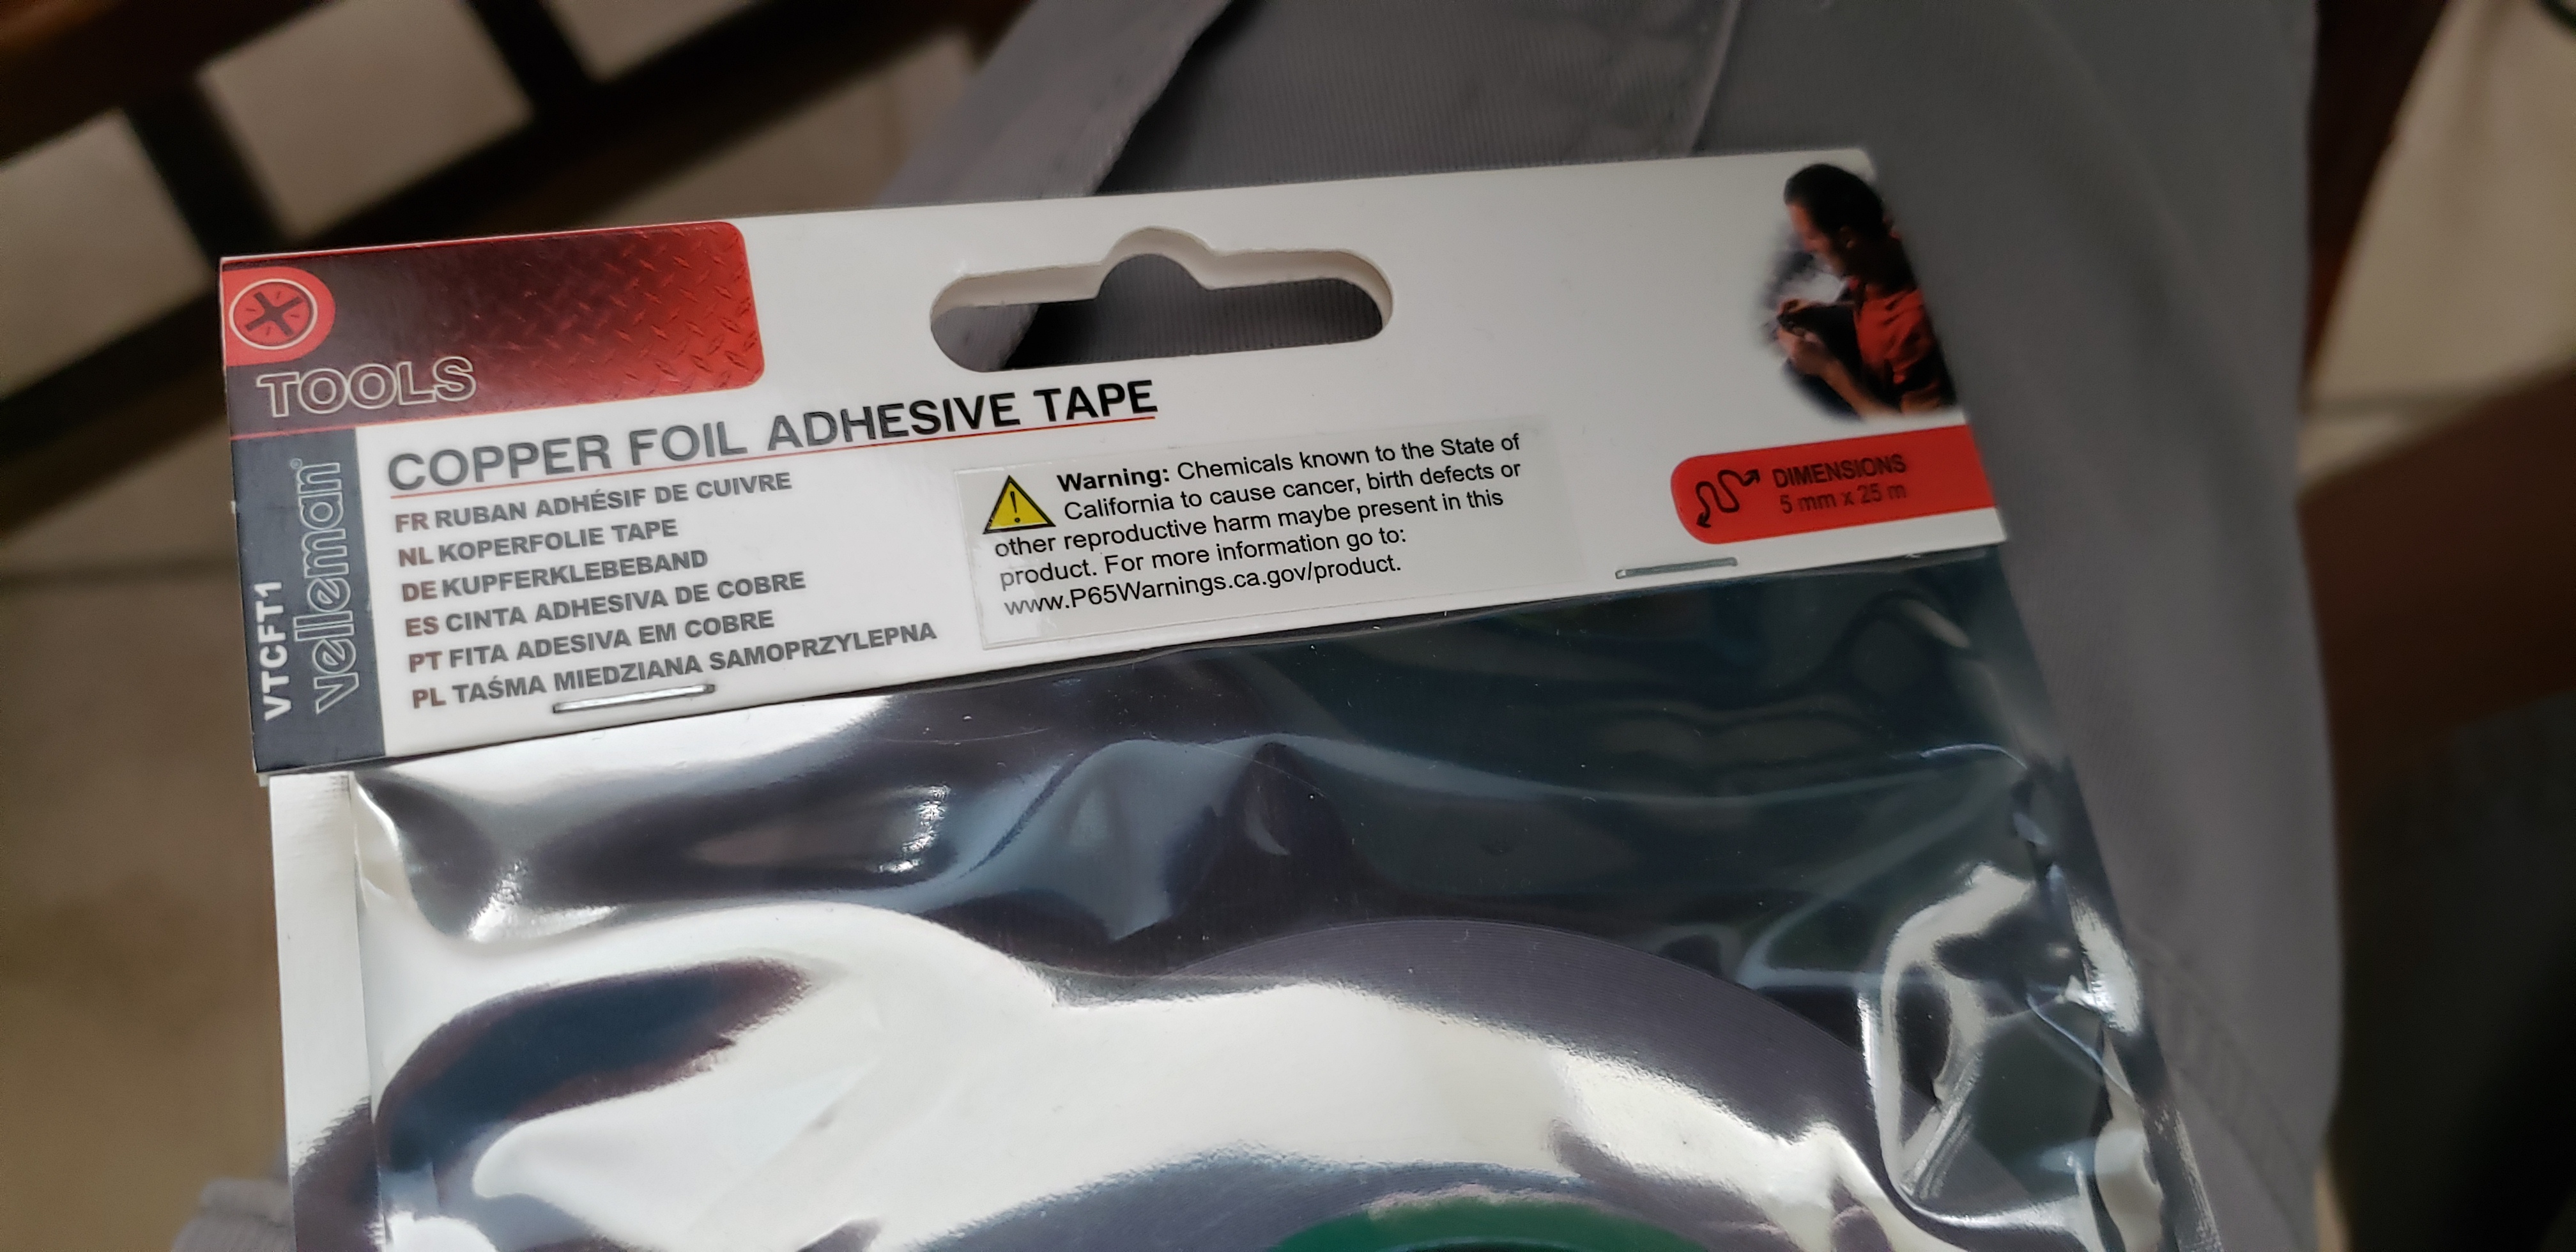 TOOLS
VTCFT1
velleman®
COPPER FOIL ADHESIVE TAPE
FR RUBAN ADHÉSIF DE CUIVRE
NL KOPERFOLIE TAPE
DE KUPFERKLEBEBAND
ES CINTA ADHESIVA DE COBRE
PT FITA ADESIVA EM COBRE
PL TAŚMA MIEDZIANA SAMOPRZYLEPNA
Warning: Chemicals known to the State of
California to cause cancer, birth defects or
other reproductive harm maybe present in this
product. For more information go to:
www.P65Warnings.ca.gov/product.
DIMENSIONS
5 mm x 25 m